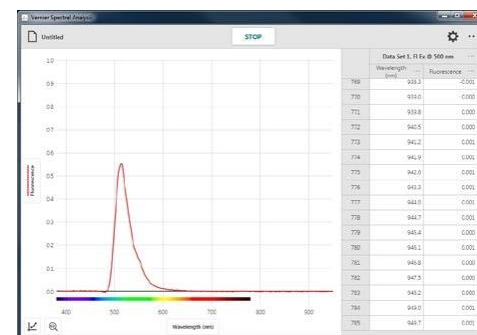 Vernier Spectral Analysis
Untitled
STOP
Data Set 1, Fl Ex @ 500 nm
Wavelength (nm) Fluorescence
1.0
0.9
0.8
0.7
0.6
0.5
0.4
0.3
0.2
0.1
0.0
Fluorescence
400 500 600 700 800 900
Wavelength (nm)
769 938.3 -0.001
770 939.0 0.000
771 939.8 0.000
772 940.5 0.000
773 941.2 0.001
774 941.9 0.001
775 942.6 0.001
776 943.3 0.001
777 944.0 0.001
778 944.7 0.001
779 945.4 0.000
780 946.1 0.001
781 946.8 0.000
782 947.5 0.000
783 948.2 0.000
784 949.0 0.001
785 949.7 0.001